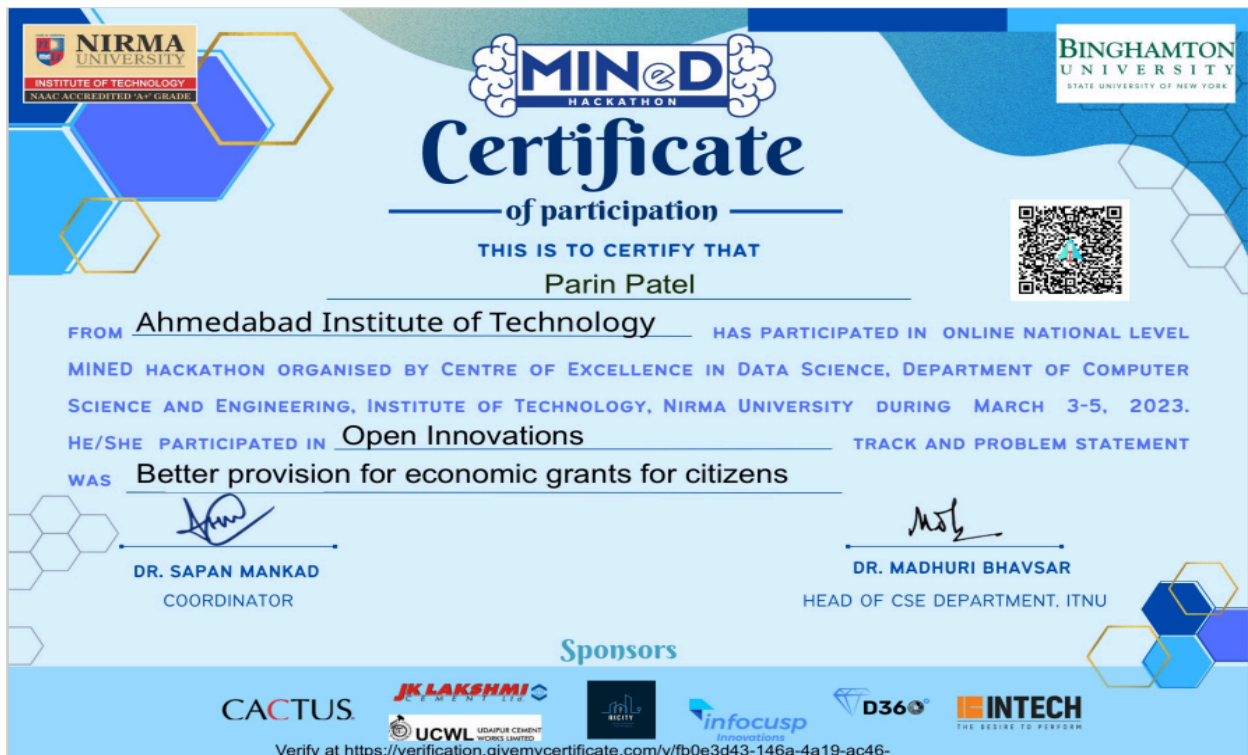 NIRMA
UNIVERSITY
INSTITUTE OF TECHNOLOGY
NAAC ACCREDITED 'A+' GRADE
MINeD
HACKATHON
BINGHAMTON
UNIVERSITY
STATE UNIVERSITY OF NEW YORK
Certificate
of participation
THIS IS TO CERTIFY THAT
Parin Patel
FROM Ahmedabad Institute of Technology HAS PARTICIPATED IN ONLINE NATIONAL LEVEL
MINED HACKATHON ORGANISED BY CENTRE OF EXCELLENCE IN DATA SCIENCE, DEPARTMENT OF COMPUTER
SCIENCE AND ENGINEERING, INSTITUTE OF TECHNOLOGY, NIRMA UNIVERSITY DURING MARCH 3-5, 2023.
HE/SHE PARTICIPATED IN Open Innovations TRACK AND PROBLEM STATEMENT
WAS Better provision for economic grants for citizens
DR. SAPAN MANKAD
COORDINATOR
DR. MADHURI BHAVSAR
HEAD OF CSE DEPARTMENT, ITNU
Sponsors
CACTUS
JK LAKSHMI
CEMENT Ltd.
UCWL UDAIPUR CEMENT WORKS LIMITED
infocusp
Innovations
D360°
INTECH
THE DESIRE TO PERFORM
Verify at https://verification.givemycertificate.com/v/fb0e3d43-146a-4a19-ac46-